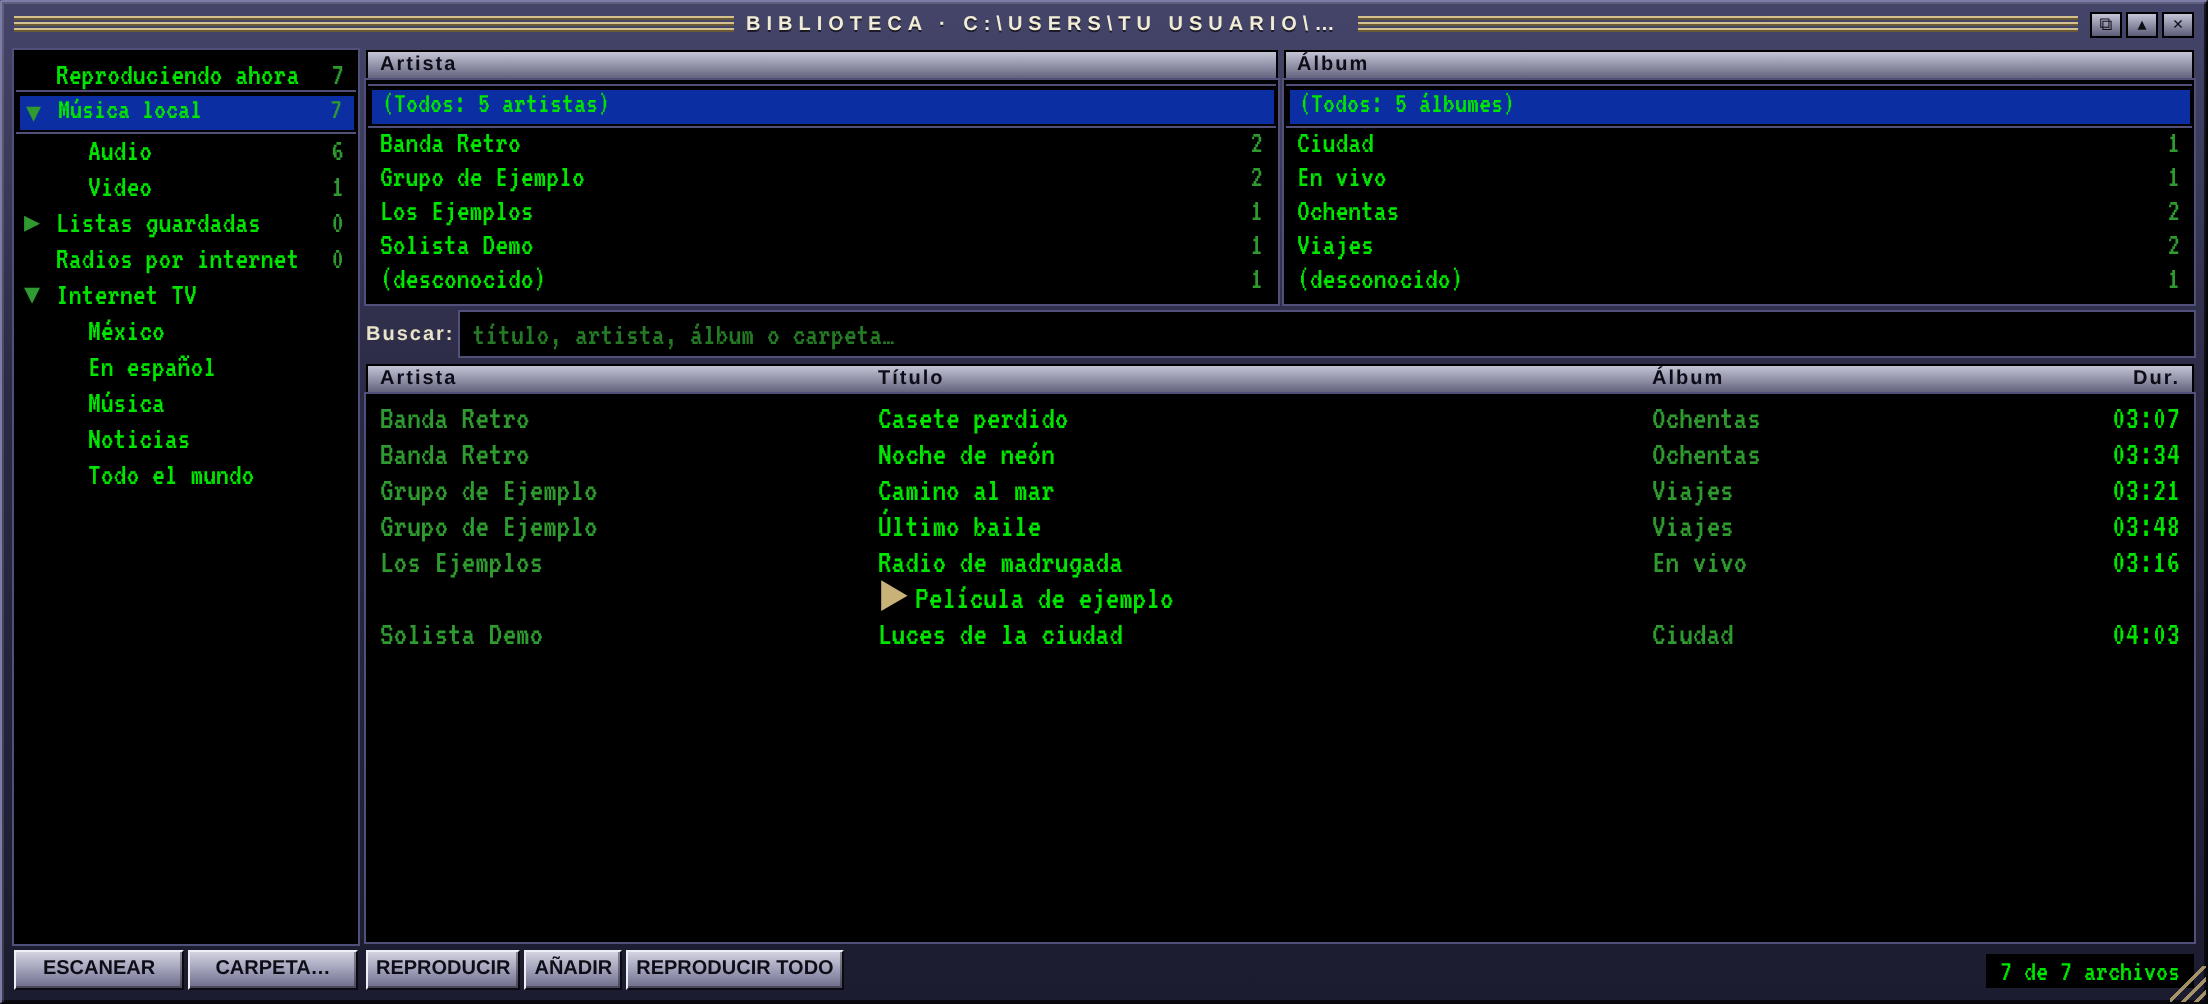 BIBLIOTECA · C:\USERS\TU USUARIO\…
Reproduciendo ahora 7
Música local 7
Audio 6
Video 1
Listas guardadas 0
Radios por internet 0
Internet TV
México
En español
Música
Noticias
Todo el mundo
Artista
(Todos: 5 artistas)
Banda Retro 2
Grupo de Ejemplo 2
Los Ejemplos 1
Solista Demo 1
(desconocido) 1
Álbum
(Todos: 5 álbumes)
Ciudad 1
En vivo 1
Ochentas 2
Viajes 2
(desconocido) 1
Buscar: título, artista, álbum o carpeta…
Artista Título Álbum Dur.
Banda Retro Casete perdido Ochentas 03:07
Banda Retro Noche de neón Ochentas 03:34
Grupo de Ejemplo Camino al mar Viajes 03:21
Grupo de Ejemplo Último baile Viajes 03:48
Los Ejemplos Radio de madrugada En vivo 03:16
Película de ejemplo
Solista Demo Luces de la ciudad Ciudad 04:03
ESCANEAR CARPETA… REPRODUCIR AÑADIR REPRODUCIR TODO 7 de 7 archivos